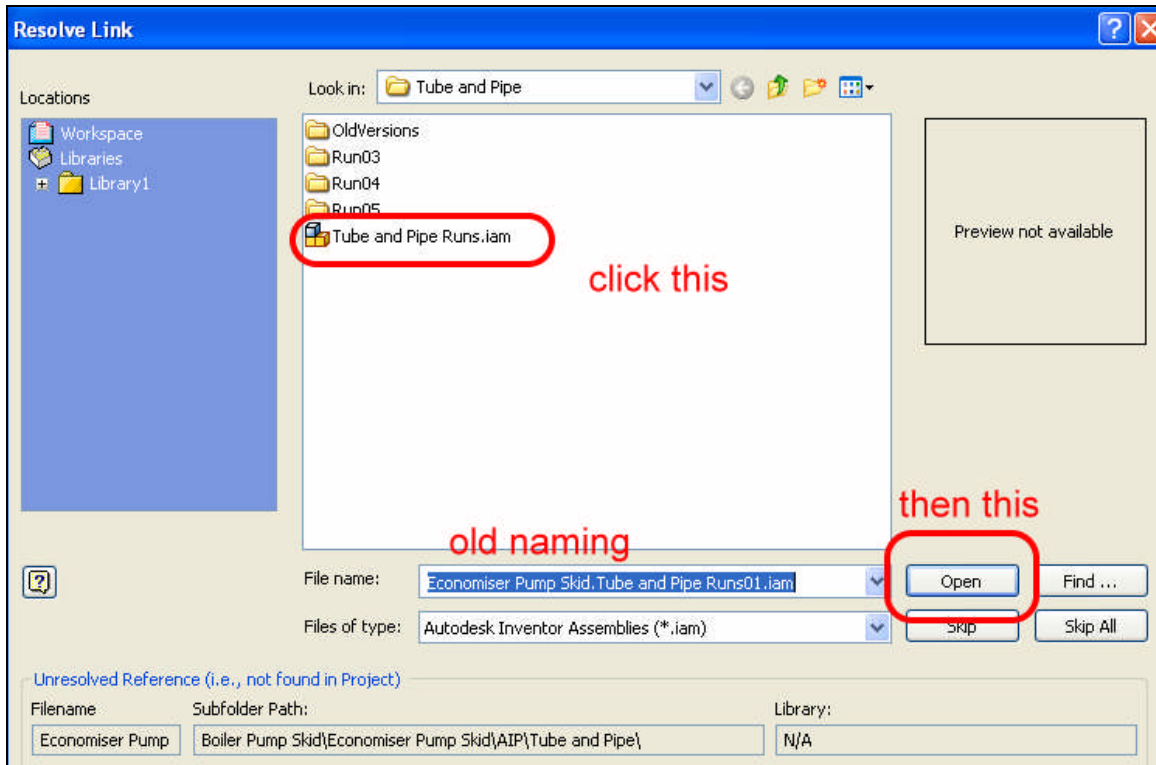 Resolve Link
Locations
Look in: Tube and Pipe
Workspace
Libraries
Library1
OldVersions
Run03
Run04
Run05
Tube and Pipe Runs.iam
click this
Preview not available
then this
old naming
File name: Economiser Pump Skid.Tube and Pipe Runs01.iam Open Find ...
Files of type: Autodesk Inventor Assemblies (*.iam) Skip Skip All
Unresolved Reference (i.e., not found in Project)
Filename Subfolder Path: Library:
Economiser Pump Boiler Pump Skid\Economiser Pump Skid\AIP\Tube and Pipe\ N/A